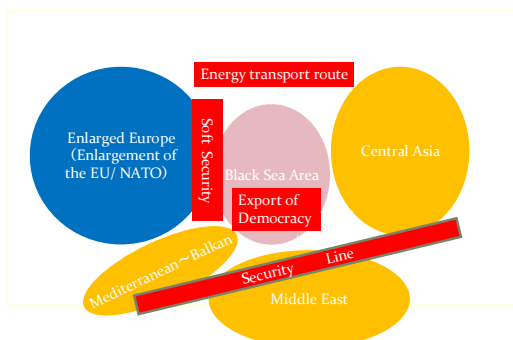 Energy transport route
Enlarged Europe
（Enlargement of
the EU/ NATO）
Soft Security
Black Sea Area
Central Asia
Export of
Democracy
Mediterranean～Balkan
Security Line
Middle East